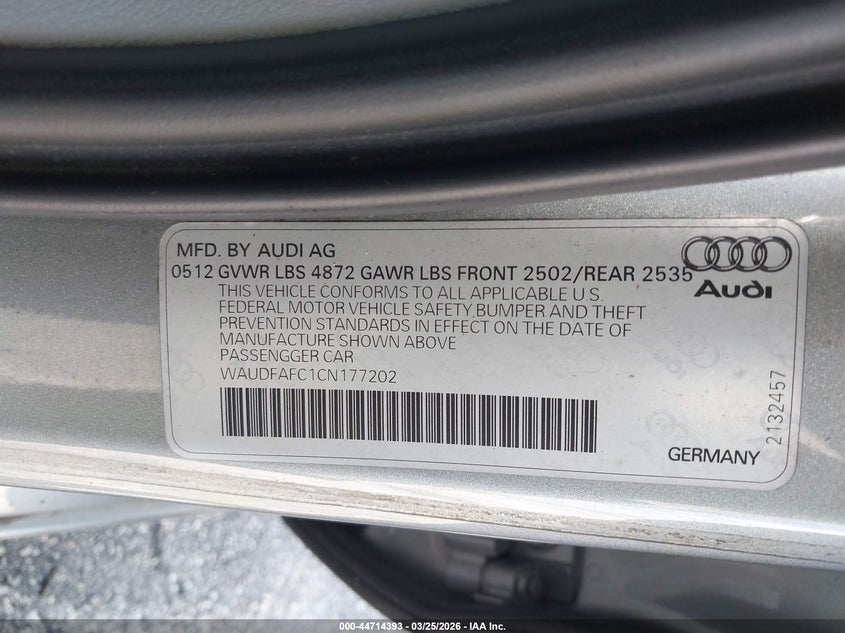 MFD. BY AUDI AG
0512 GVWR LBS 4872 GAWR LBS FRONT 2502/REAR 2535
THIS VEHICLE CONFORMS TO ALL APPLICABLE U.S.
FEDERAL MOTOR VEHICLE SAFETY,BUMPER AND THEFT
PREVENTION STANDARDS IN EFFECT ON THE DATE OF
MANUFACTURE SHOWN ABOVE
PASSENGGER CAR
WAUDFAFC1CN177202
Audi
2132457
GERMANY
000-44714393 - 03/25/2026 - IAA Inc.